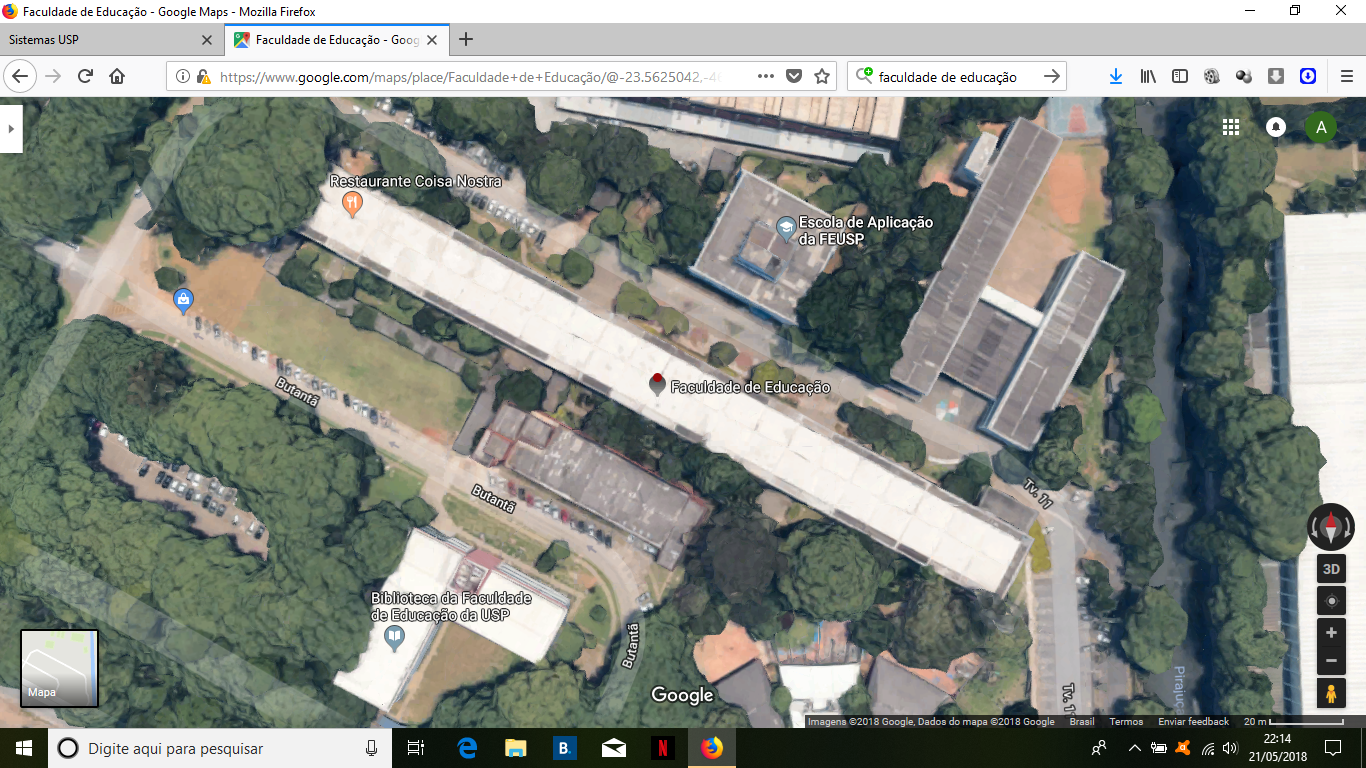 Faculdade de Educação - Google Maps - Mozilla Firefox
Sistemas USP
Faculdade de Educação - Goog
https://www.google.com/maps/place/Faculdade+de+Educação/@-23.5625042,-46
faculdade de educação
A
Restaurante Coisa Nostra
Escola de Aplicação
da FEUSP
Faculdade de Educação
Butantã
Butantã
Tv. 11
Biblioteca da Faculdade
de Educação da USP
Butantã
3D
Mapa
Google
Imagens ©2018 Google, Dados do mapa ©2018 Google Brasil Termos Enviar feedback 20 m
Digite aqui para pesquisar
B.
N
22:14
21/05/2018